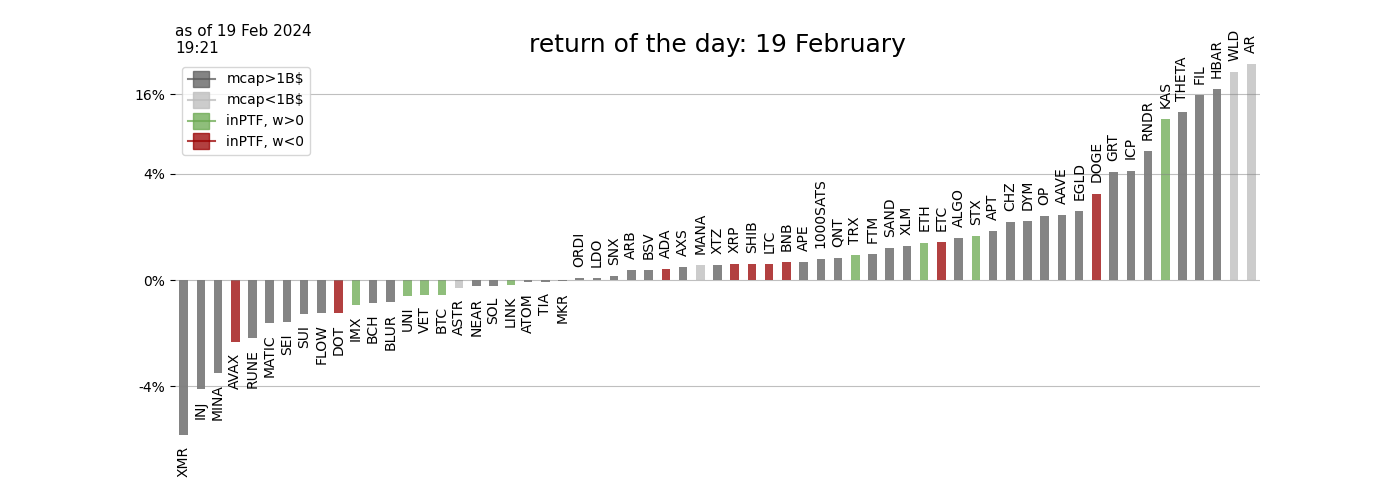 as of 19 Feb 2024
19:21
return of the day: 19 February
mcap>1B$
mcap<1B$
inPTF, w>0
inPTF, w<0
16%
4%
0%
-4%
XMR
INJ
MINA
AVAX
RUNE
MATIC
SEI
SUI
FLOW
DOT
IMX
BCH
BLUR
UNI
VET
BTC
ASTR
NEAR
SOL
LINK
ATOM
TIA
MKR
ORDI
LDO
SNX
ARB
BSV
ADA
AXS
MANA
XTZ
XRP
SHIB
LTC
BNB
APE
1000SATS
QNT
TRX
FTM
SAND
XLM
ETH
ETC
ALGO
STX
APT
CHZ
DYM
OP
AAVE
EGLD
DOGE
GRT
ICP
RNDR
KAS
THETA
FIL
HBAR
WLD
AR